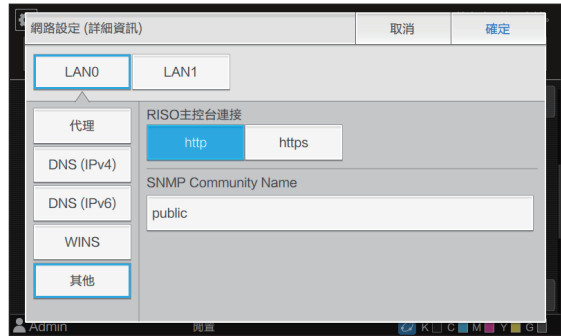 網路設定 (詳細資訊)
取消
確定
LAN0
LAN1
代理
DNS (IPv4)
DNS (IPv6)
WINS
其他
RISO主控台連接
http
https
SNMP Community Name
public
Admin
閒置
K C M Y G